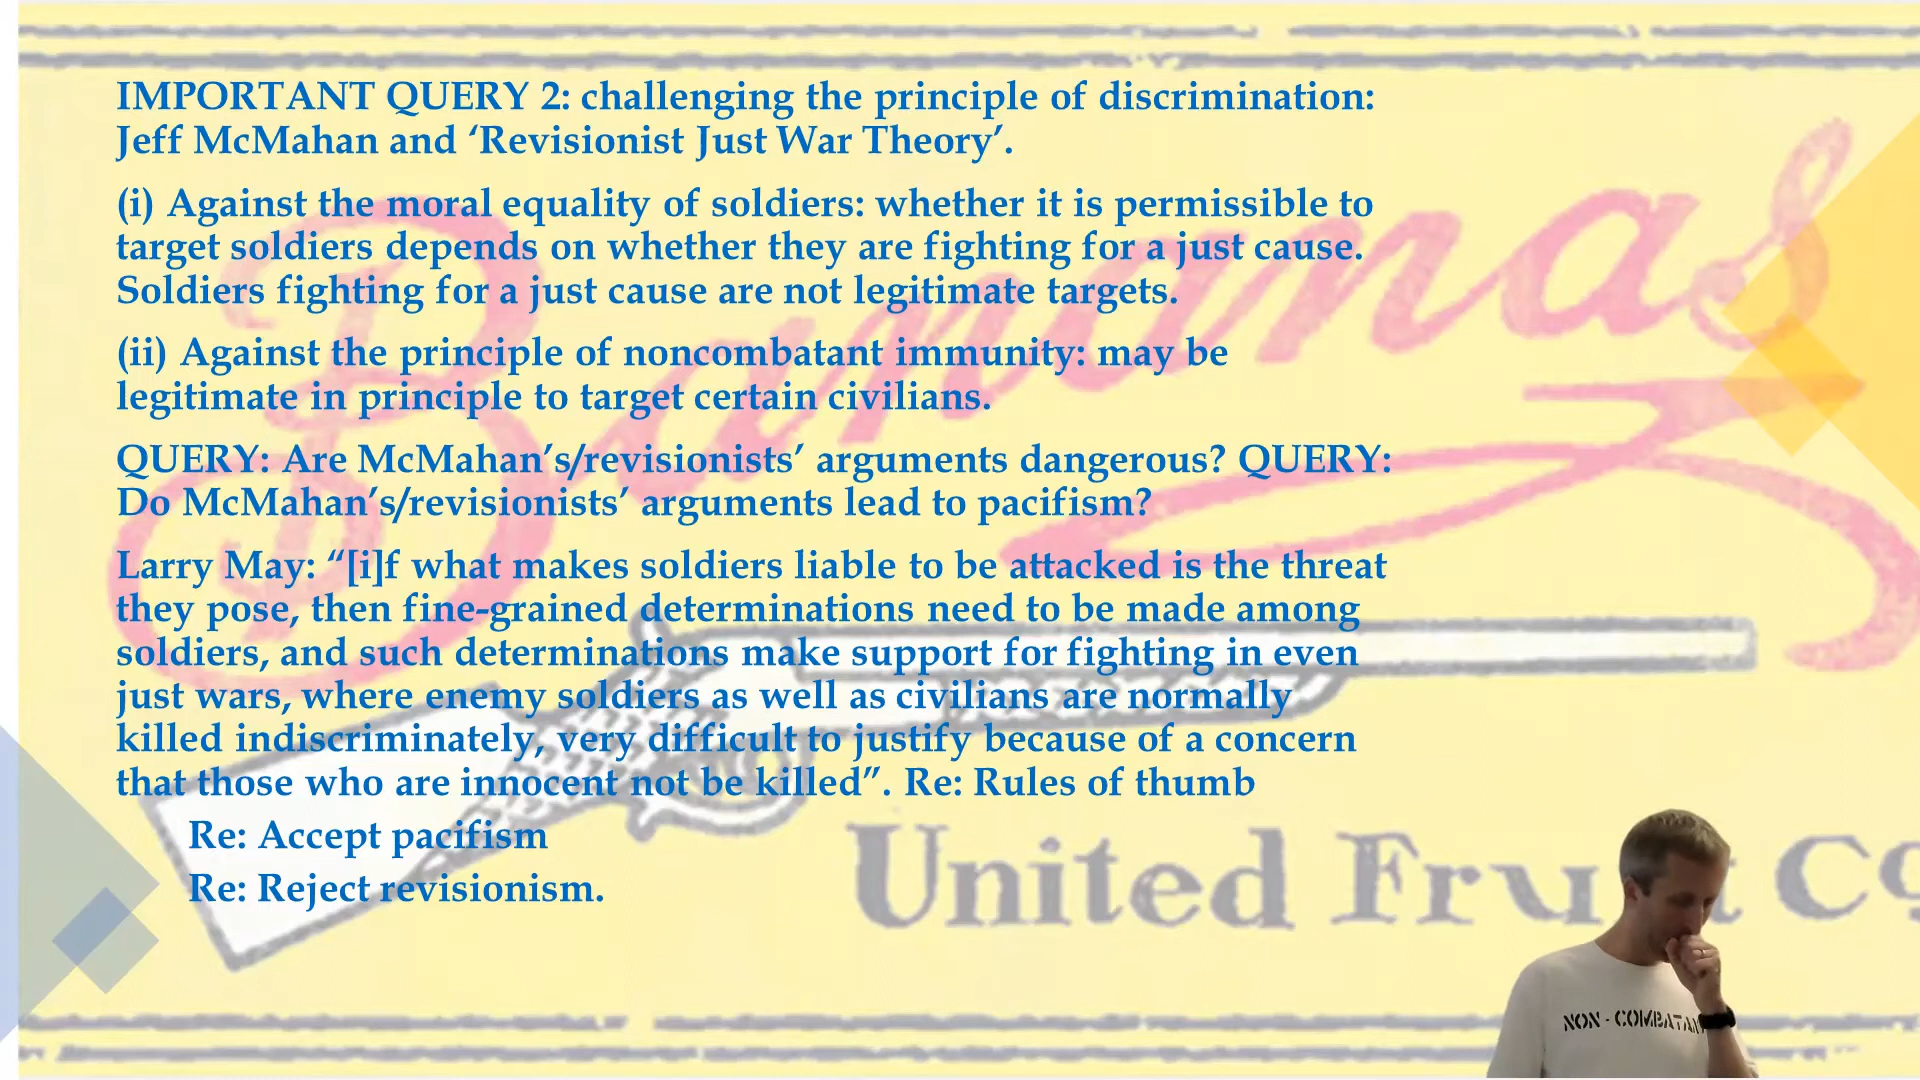 IMPORTANT QUERY 2: challenging the principle of discrimination:
Jeff McMahan and ‘Revisionist Just War Theory’.
(i) Against the moral equality of soldiers: whether it is permissible to
target soldiers depends on whether they are fighting for a just cause.
Soldiers fighting for a just cause are not legitimate targets.
(ii) Against the principle of noncombatant immunity: may be
legitimate in principle to target certain civilians.
QUERY: Are McMahan’s/revisionists’ arguments dangerous? QUERY:
Do McMahan’s/revisionists’ arguments lead to pacifism?
Larry May: “[i]f what makes soldiers liable to be attacked is the threat
they pose, then fine-grained determinations need to be made among
soldiers, and such determinations make support for fighting in even
just wars, where enemy soldiers as well as civilians are normally
killed indiscriminately, very difficult to justify because of a concern
that those who are innocent not be killed”. Re: Rules of thumb
Re: Accept pacifism
Re: Reject revisionism.
Bananas
United Fru t Co
NON-COMBATAN